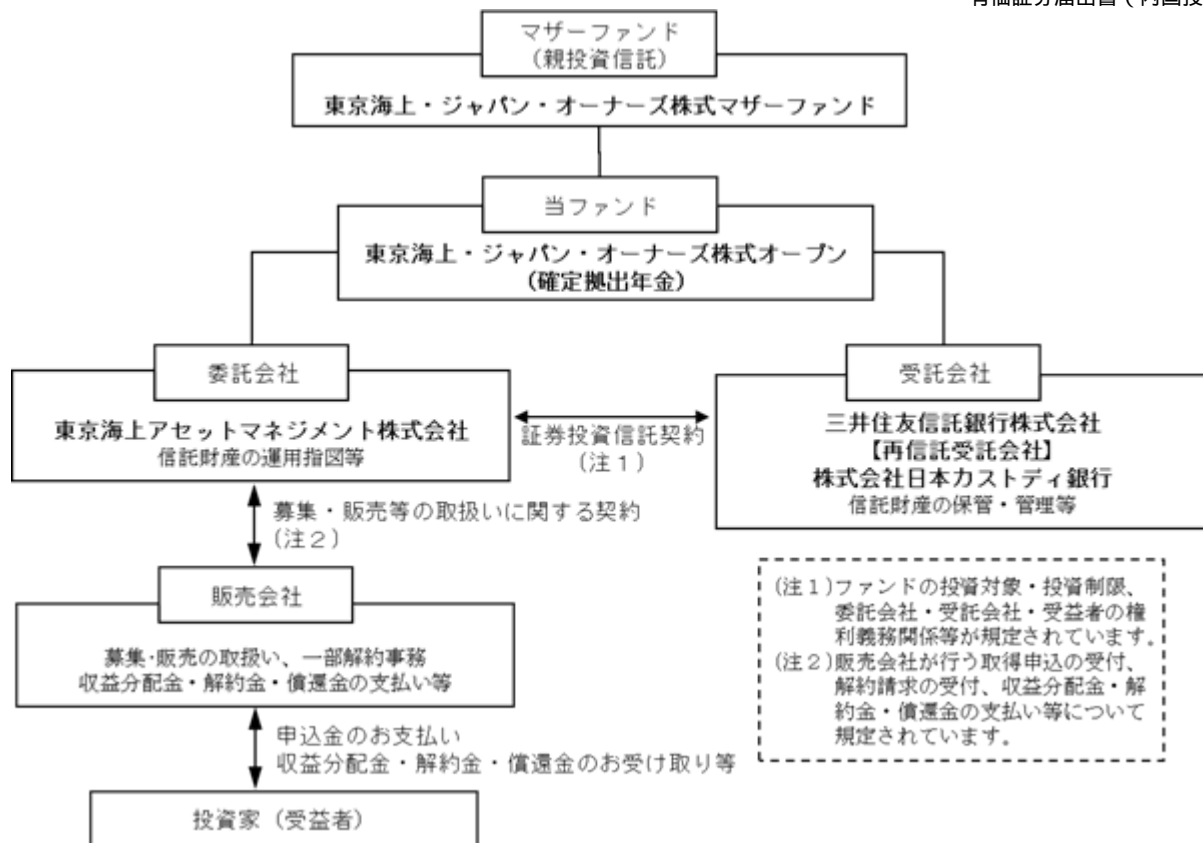 マザーファンド
（親投資信託）
東京海上・ジャパン・オーナーズ株式マザーファンド
当ファンド
東京海上・ジャパン・オーナーズ株式オープン
（確定拠出年金）
委託会社
東京海上アセットマネジメント株式会社
信託財産の運用指図等
証券投資信託契約
（注１）
受託会社
三井住友信託銀行株式会社
【再信託受託会社】
株式会社日本カストディ銀行
信託財産の保管・管理等
募集・販売等の取扱いに関する契約
（注２）
販売会社
募集・販売の取扱い、一部解約事務
収益分配金・解約金・償還金の支払い等
(注１)ファンドの投資対象・投資制限、
委託会社・受託会社・受益者の権
利義務関係等が規定されています。
(注２)販売会社が行う取得申込の受付、
解約請求の受付、収益分配金・解
約金・償還金の支払い等について
規定されています。
申込金のお支払い
収益分配金・解約金・償還金のお受け取り等
投資家（受益者）